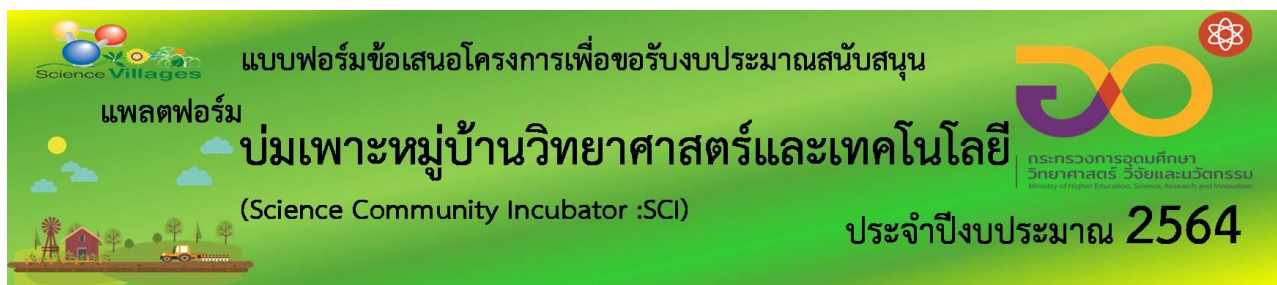 Science Villages
แบบฟอร์มข้อเสนอโครงการเพื่อขอรับงบประมาณสนับสนุน
แพลตฟอร์ม
บ่มเพาะหมู่บ้านวิทยาศาสตร์และเทคโนโลยี
(Science Community Incubator :SCI)
กระทรวงการอุดมศึกษา
วิทยาศาสตร์ วิจัยและนวัตกรรม
Ministry of Higher Education, Science, Research and Innovation
ประจำปีงบประมาณ 2564